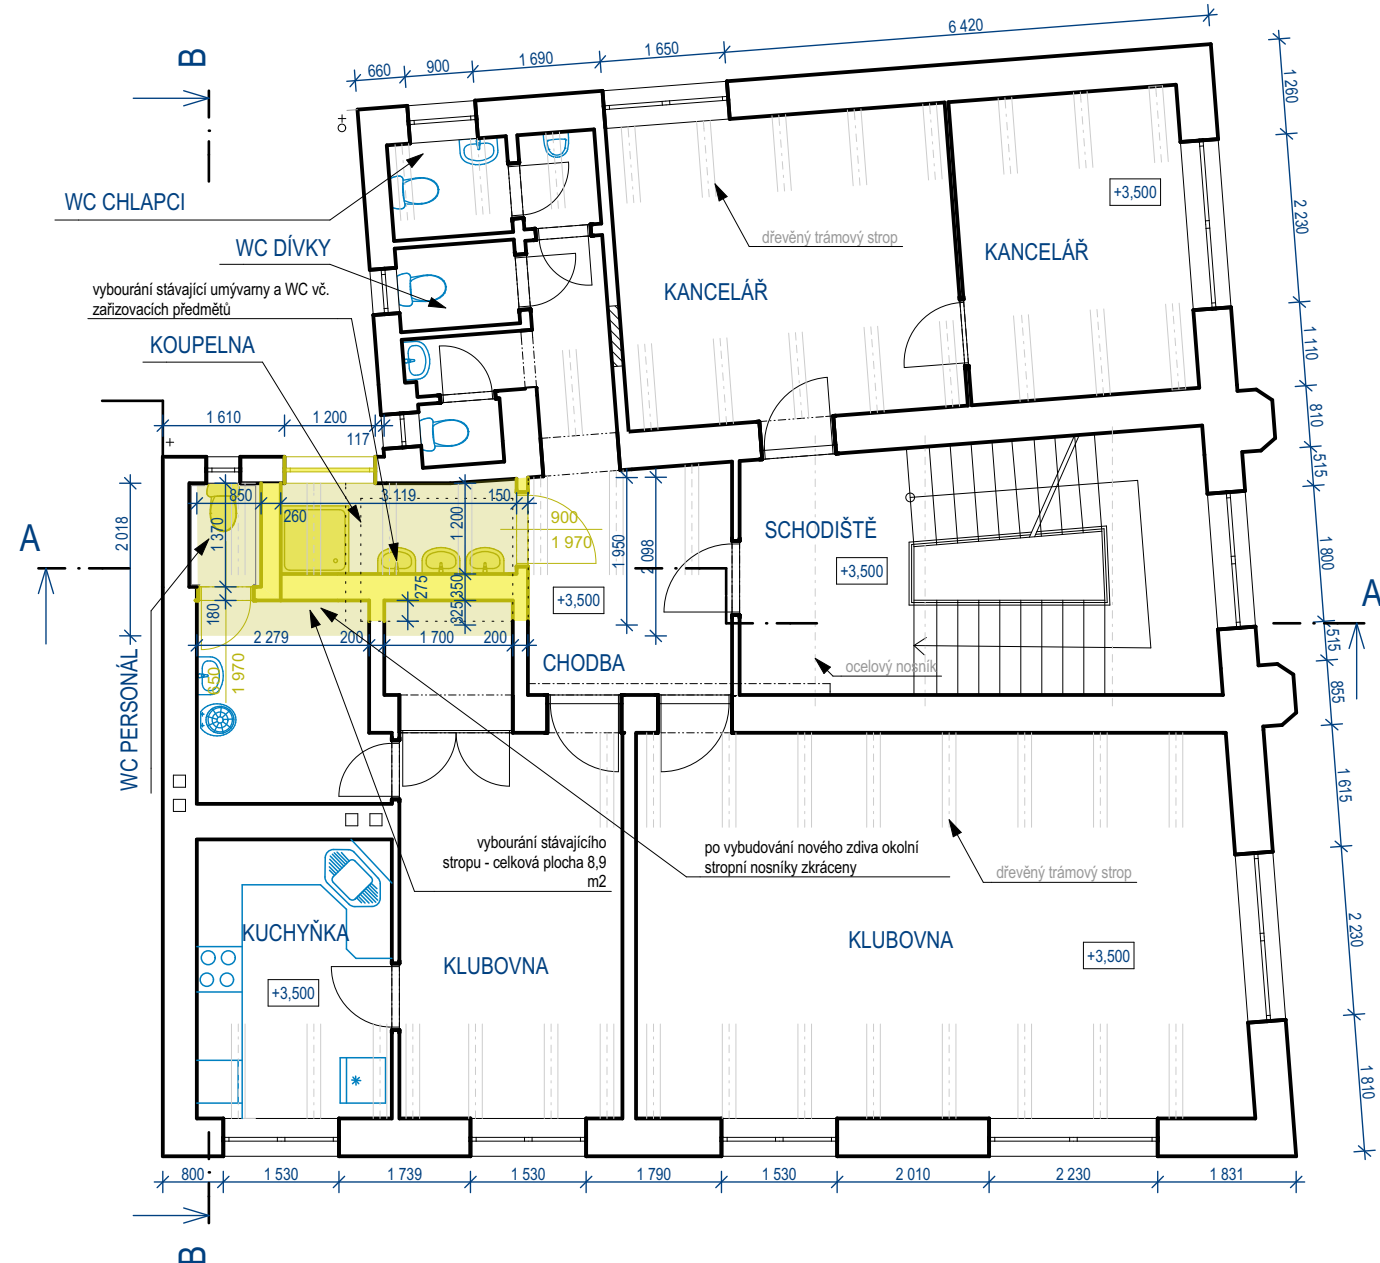 6 420
1 650
1 690
900
660
B
1 260
WC CHLAPCI
+3,500
2 230
WC DÍVKY
dřevěný trámový strop
KANCELÁŘ
KANCELÁŘ
vybourání stávající umývarny a WC vč.
zařizovacích předmětů
KOUPELNA
1 110
810
1 610
1 200
117
515
850
3 119
150
260
900
1 970
1 200
1 370
2 018
SCHODIŠTĚ
A
1 950
2 098
+3,500
1 800
275
350
325
180
+3,500
A
2 279
200
1 700
200
515
CHODBA
ocelový nosník
650
1 970
855
WC PERSONÁL
1 615
vybourání stávajícího
stropu - celková plocha 8,9
m2
po vybudování nového zdiva okolní
stropní nosníky zkráceny
dřevěný trámový strop
KUCHYŇKA
KLUBOVNA
KLUBOVNA
2 230
+3,500
+3,500
1 810
800
1 530
1 739
1 530
1 790
1 530
2 010
2 230
1 831
B